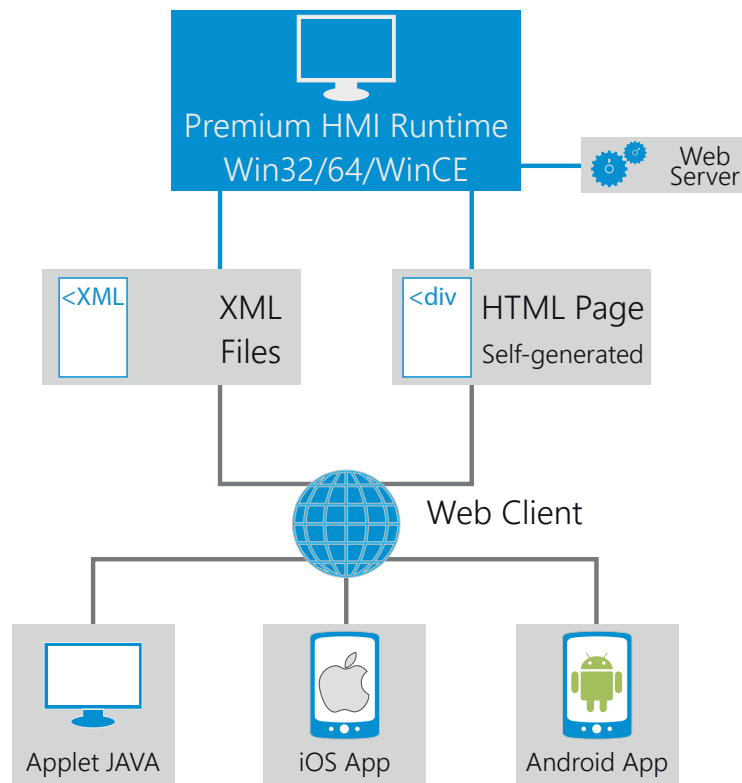 Premium HMI Runtime
Win32/64/WinCE
Web
Server
<XML
XML
Files
<div
HTML Page
Self-generated
Web Client
Applet JAVA
iOS App
Android App